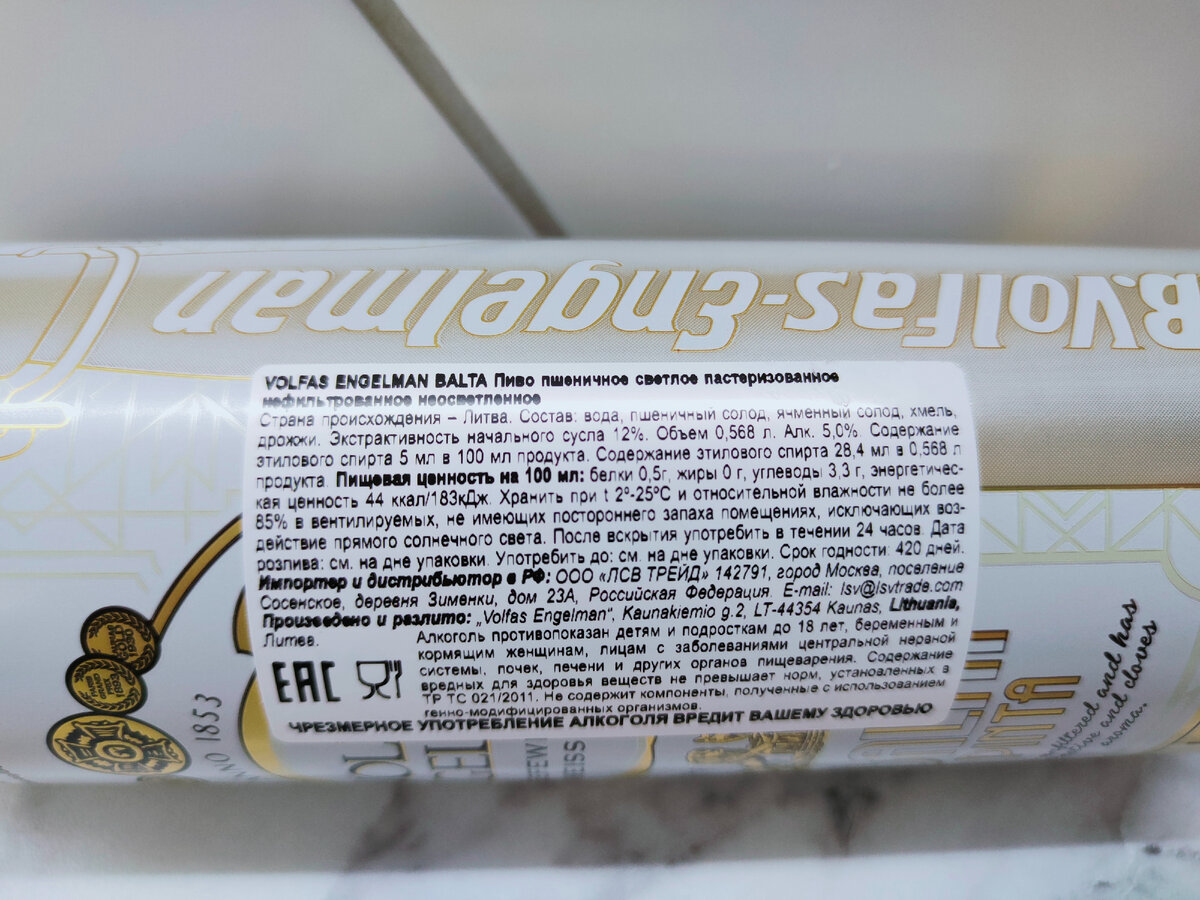 B.Volfas-Engelman
VOLFAS ENGELMAN BALTA Пиво пшеничное светлое пастеризованное
нефильтрованное неосветленное
Страна происхождения – Литва. Состав: вода, пшеничный солод, ячменный солод, хмель,
дрожжи. Экстрактивность начального сусла 12%. Объем 0,568 л. Алк. 5,0%. Содержание
этилового спирта 5 мл в 100 мл продукта. Содержание этилового спирта 28,4 мл в 0,568 л
продукта. Пищевая ценность на 100 мл: белки 0,5г, жиры 0 г, углеводы 3,3 г, энергетичес-
кая ценность 44 ккал/183кДж. Хранить при t 2º-25ºC и относительной влажности не более
85% в вентилируемых, не имеющих постороннего запаха помещениях, исключающих воз-
действие прямого солнечного света. После вскрытия употребить в течении 24 часов. Дата
розлива: см. на дне упаковки. Употребить до: см. на дне упаковки. Срок годности: 420 дней.
Импортер и дистрибьютор в РФ: ООО «ЛСВ ТРЕЙД» 142791, город Москва, поселение
Сосенское, деревня Зименки, дом 23А, Российская Федерация. E-mail: lsv@lsvtrade.com
Произведено и разлито: „Volfas Engelman“, Kaunakiemio g.2, LT-44354 Kaunas, Lithuania,
Литва.
Алкоголь противопоказан детям и подросткам до 18 лет, беременным и
кормящим женщинам, лицам с заболеваниями центральной нервной
системы, почек, печени и других органов пищеварения. Содержание
вредных для здоровья веществ не превышает норм, установленных в
ТР ТС 021/2011. Не содержит компоненты, полученные с использованием
генно-модифицированных организмов.
EAC
ЧРЕЗМЕРНОЕ УПОТРЕБЛЕНИЕ АЛКОГОЛЯ ВРЕДИТ ВАШЕМУ ЗДОРОВЬЮ
1853
and has
and cloves
aroma.